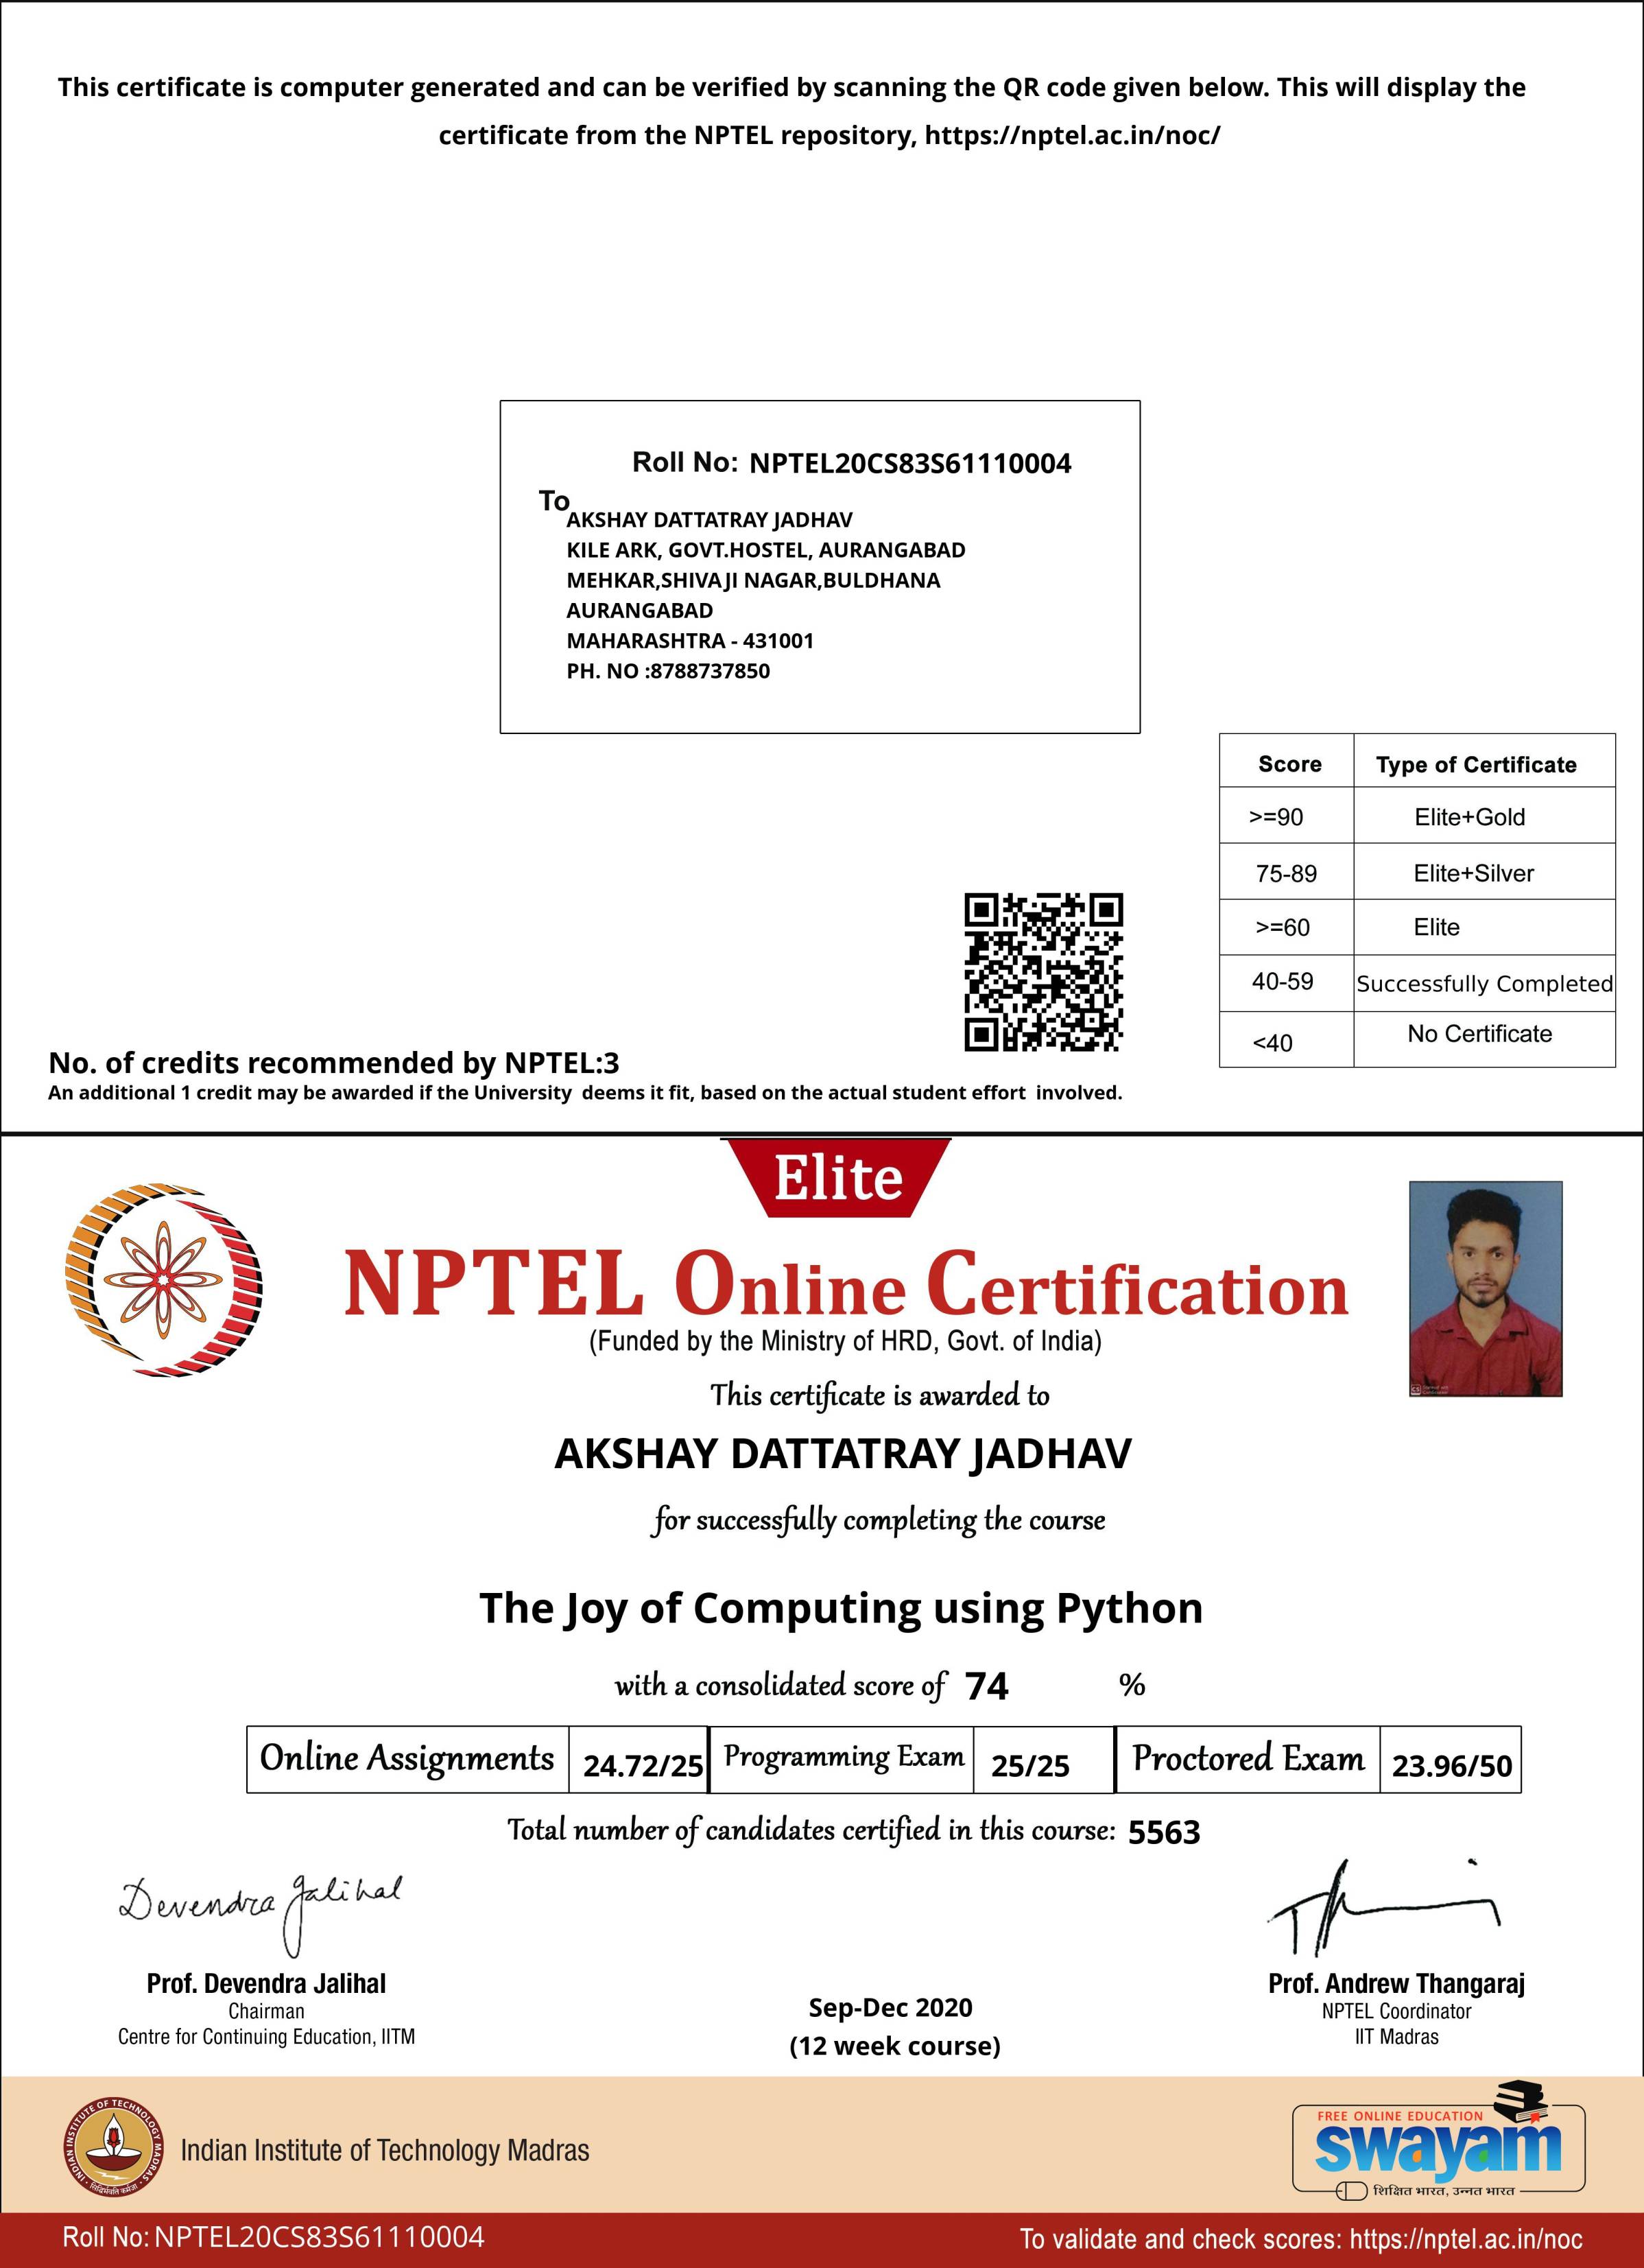 This certificate is computer generated and can be verified by scanning the QR code given below. This will display the
certificate from the NPTEL repository, https://nptel.ac.in/noc/
Roll No: NPTEL20CS83S61110004
To
AKSHAY DATTATRAY JADHAV
KILE ARK, GOVT.HOSTEL, AURANGABAD
MEHKAR,SHIVAJI NAGAR,BULDHANA
AURANGABAD
MAHARASHTRA - 431001
PH. NO :8788737850
Score Type of Certificate
>=90 Elite+Gold
75-89 Elite+Silver
>=60 Elite
40-59 Successfully Completed
<40 No Certificate
No. of credits recommended by NPTEL:3
An additional 1 credit may be awarded if the University deems it fit, based on the actual student effort involved.
Elite
NPTEL Online Certification
(Funded by the Ministry of HRD, Govt. of India)
This certificate is awarded to
AKSHAY DATTATRAY JADHAV
for successfully completing the course
The Joy of Computing using Python
with a consolidated score of 74 %
Online Assignments 24.72/25 Programming Exam 25/25 Proctored Exam 23.96/50
Total number of candidates certified in this course: 5563
Devendra Jalihal
Prof. Devendra Jalihal
Chairman
Centre for Continuing Education, IITM
Sep-Dec 2020
(12 week course)
Prof. Andrew Thangaraj
NPTEL Coordinator
IIT Madras
INDIAN INSTITUTE OF TECHNOLOGY MADRAS
सिद्धिर्भवति कर्मजा
Indian Institute of Technology Madras
FREE ONLINE EDUCATION
swayam
शिक्षित भारत, उन्नत भारत
Roll No: NPTEL20CS83S61110004
To validate and check scores: https://nptel.ac.in/noc